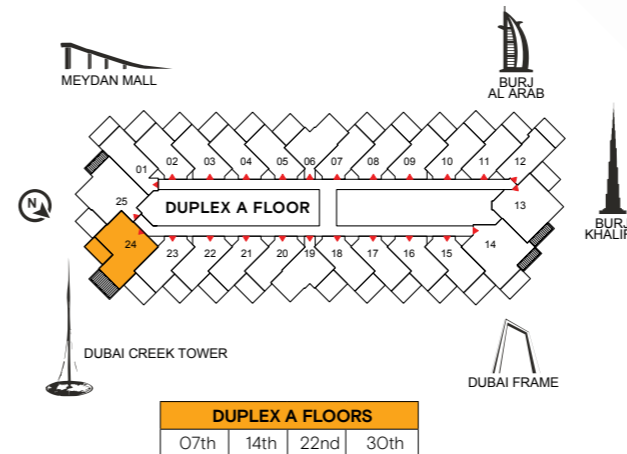 MEYDAN MALL
BURJ
AL ARAB
BURJ
KHALIF
N
01
02
03
04
05
06
07
08
09
10
11
12
25
DUPLEX A FLOOR
13
24
14
23
22
21
20
19
18
17
16
15
DUBAI CREEK TOWER
DUBAI FRAME
DUPLEX A FLOORS
07th 14th 22nd 30th